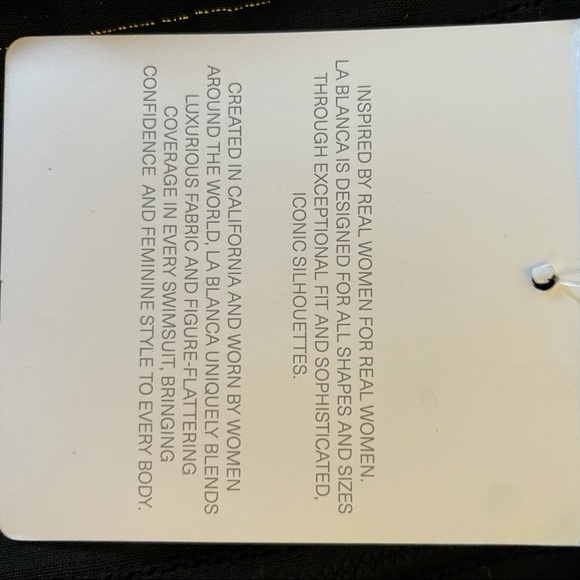 INSPIRED BY REAL WOMEN FOR REAL WOMEN.
LA BLANCA IS DESIGNED FOR ALL SHAPES AND SIZES
THROUGH EXCEPTIONAL FIT AND SOPHISTICATED,
ICONIC SILHOUETTES.
CREATED IN CALIFORNIA AND WORN BY WOMEN
AROUND THE WORLD, LA BLANCA UNIQUELY BLENDS
LUXURIOUS FABRIC AND FIGURE-FLATTERING
COVERAGE IN EVERY SWIMSUIT, BRINGING
CONFIDENCE AND FEMININE STYLE TO EVERY BODY.